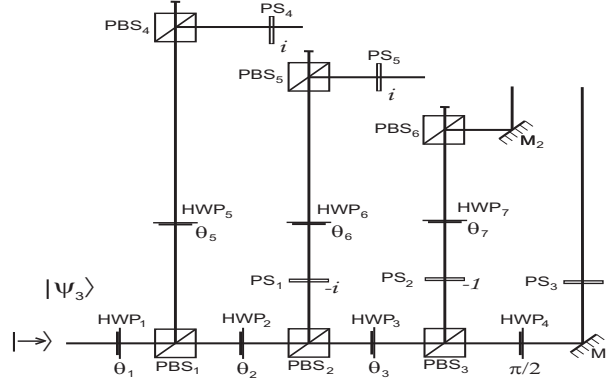 PS₄
PBS₄
i
PS₅
PBS₅
i
PBS₆
M₂
HWP₅
θ₅
HWP₆
θ₆
HWP₇
θ₇
|ψ₃⟩
PS₁
-i
PS₂
-1
PS₃
HWP₁
HWP₂
HWP₃
HWP₄
|→⟩
θ₁
PBS₁
θ₂
PBS₂
θ₃
PBS₃
π/2
M